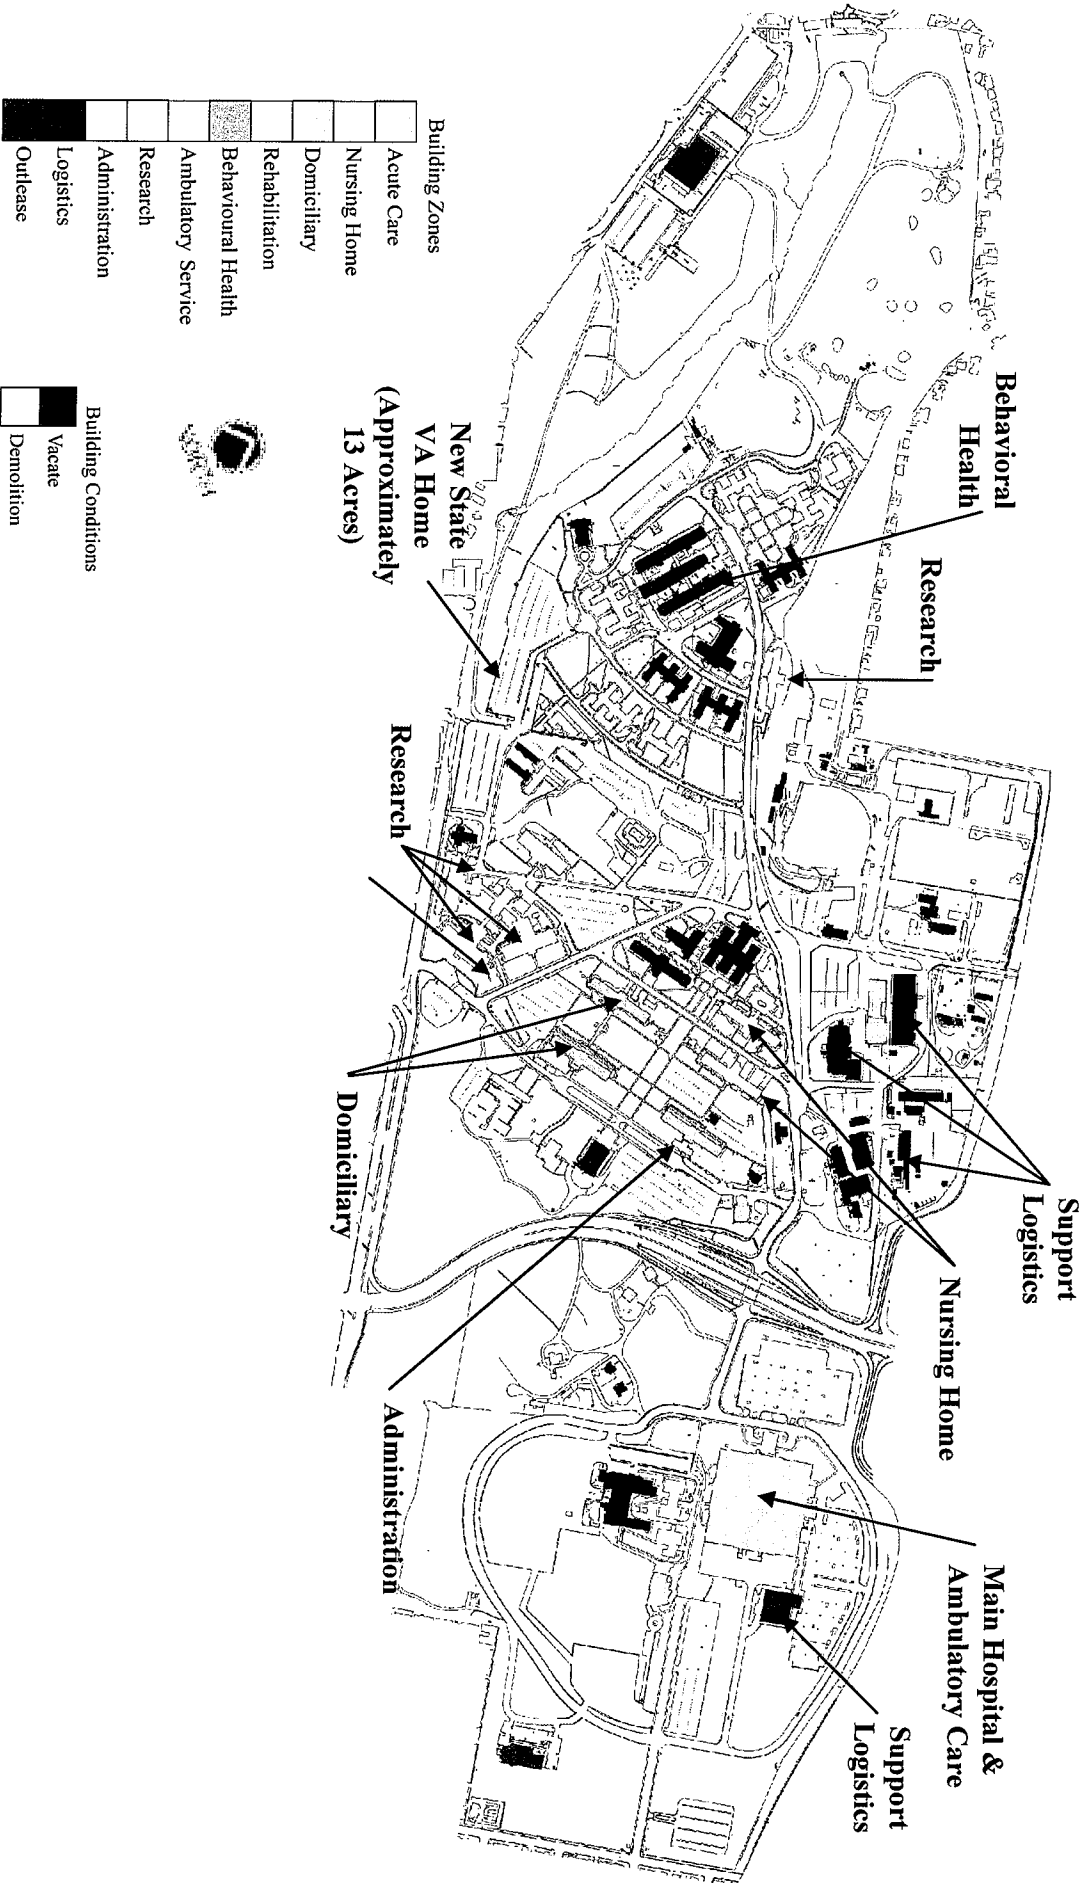 Support
Logistics
Main Hospital &
Ambulatory Care
Support
Logistics
Nursing Home
Behavioral
Health
Research
New State
VA Home
(Approximately
13 Acres)
Research
Domiciliary
Administration
Building Zones
Acute Care
Nursing Home
Domiciliary
Rehabilitation
Behavioural Health
Ambulatory Service
Research
Administration
Logistics
Outlease
Building Conditions
Vacate
Demolition